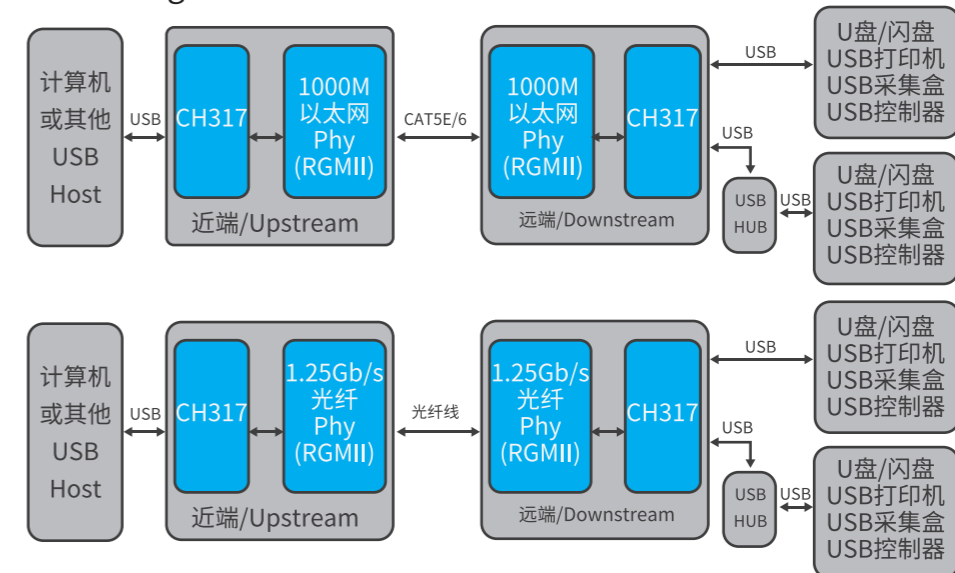 计算机
或其他
USB
Host
USB
CH317
1000M
以太网
Phy
(RGMII)
近端/Upstream
CAT5E/6
1000M
以太网
Phy
(RGMII)
CH317
远端/Downstream
USB
U盘/闪盘
USB打印机
USB采集盒
USB控制器
USB
USB
HUB
USB
U盘/闪盘
USB打印机
USB采集盒
USB控制器
计算机
或其他
USB
Host
USB
CH317
1.25Gb/s
光纤
Phy
(RGMII)
近端/Upstream
光纤线
1.25Gb/s
光纤
Phy
(RGMII)
CH317
远端/Downstream
USB
U盘/闪盘
USB打印机
USB采集盒
USB控制器
USB
USB
HUB
USB
U盘/闪盘
USB打印机
USB采集盒
USB控制器